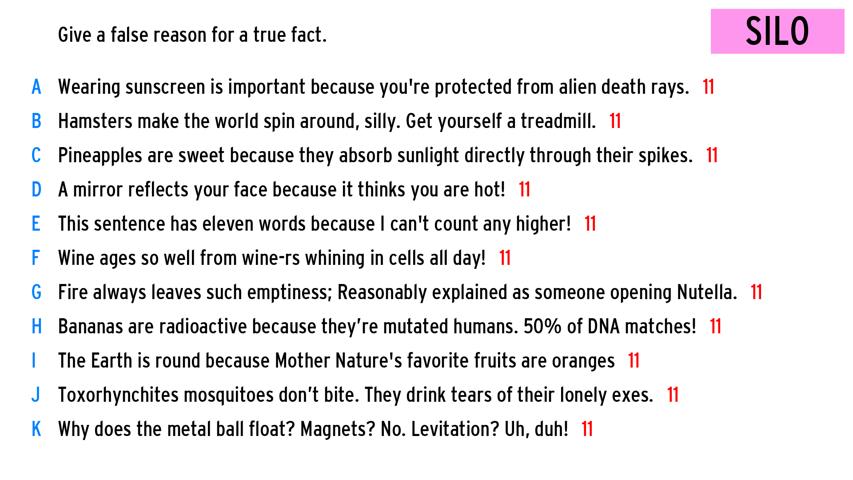 Give a false reason for a true fact.
SILO
A Wearing sunscreen is important because you're protected from alien death rays. 11
B Hamsters make the world spin around, silly. Get yourself a treadmill. 11
C Pineapples are sweet because they absorb sunlight directly through their spikes. 11
D A mirror reflects your face because it thinks you are hot! 11
E This sentence has eleven words because I can't count any higher! 11
F Wine ages so well from wine-rs whining in cells all day! 11
G Fire always leaves such emptiness; Reasonably explained as someone opening Nutella. 11
H Bananas are radioactive because they’re mutated humans. 50% of DNA matches! 11
I The Earth is round because Mother Nature's favorite fruits are oranges 11
J Toxorhynchites mosquitoes don’t bite. They drink tears of their lonely exes. 11
K Why does the metal ball float? Magnets? No. Levitation? Uh, duh! 11